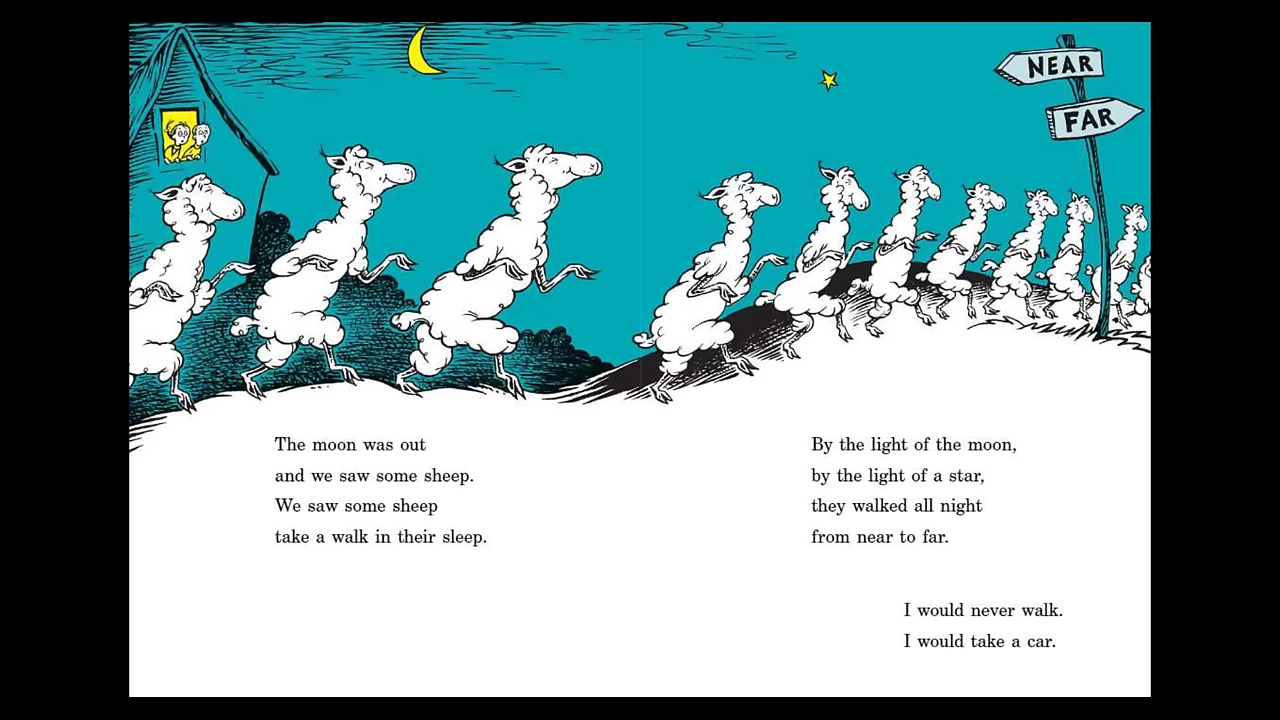 NEAR
FAR
The moon was out
and we saw some sheep.
We saw some sheep
take a walk in their sleep.
By the light of the moon,
by the light of a star,
they walked all night
from near to far.
I would never walk.
I would take a car.